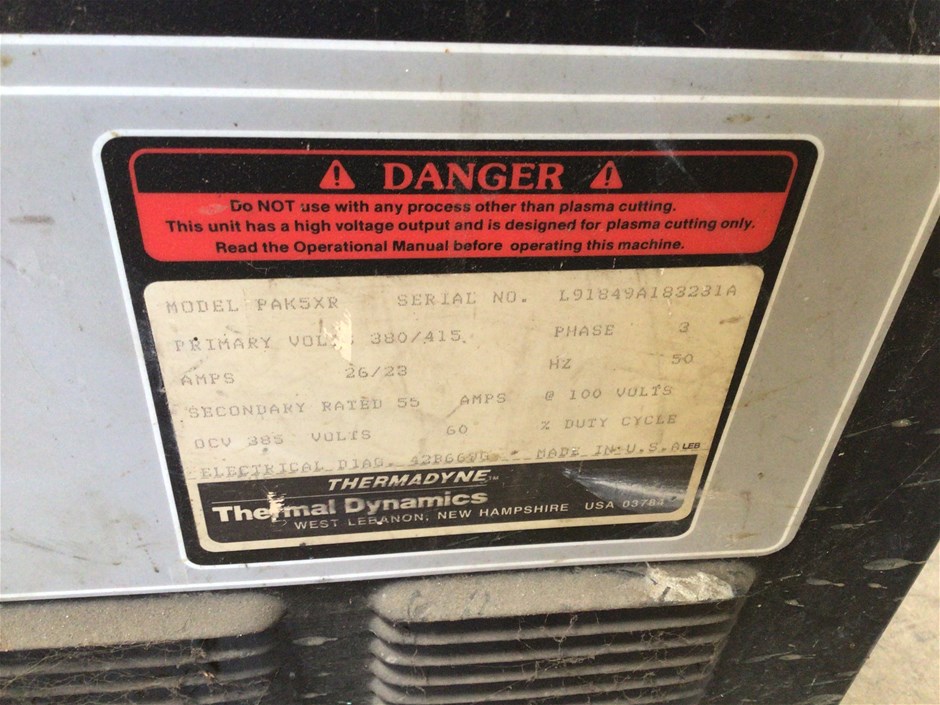 DANGER
Do NOT use with any process other than plasma cutting.
This unit has a high voltage output and is designed for plasma cutting only.
Read the Operational Manual before operating this machine.
MODEL PAK5XR SERIAL NO. L91849A183231A
PRIMARY 380/415 PHASE 3
AMPS 26/23 HZ 50
SECONDARY RATED 55 AMPS @ 100 VOLTS
OCV 385 VOLTS 60 % DUTY CYCLE
ELECTRICAL DIAG. MADE IN U.S.A LEB
THERMADYNE™
Thermal Dynamics
WEST LEBANON, NEW HAMPSHIRE USA 03784